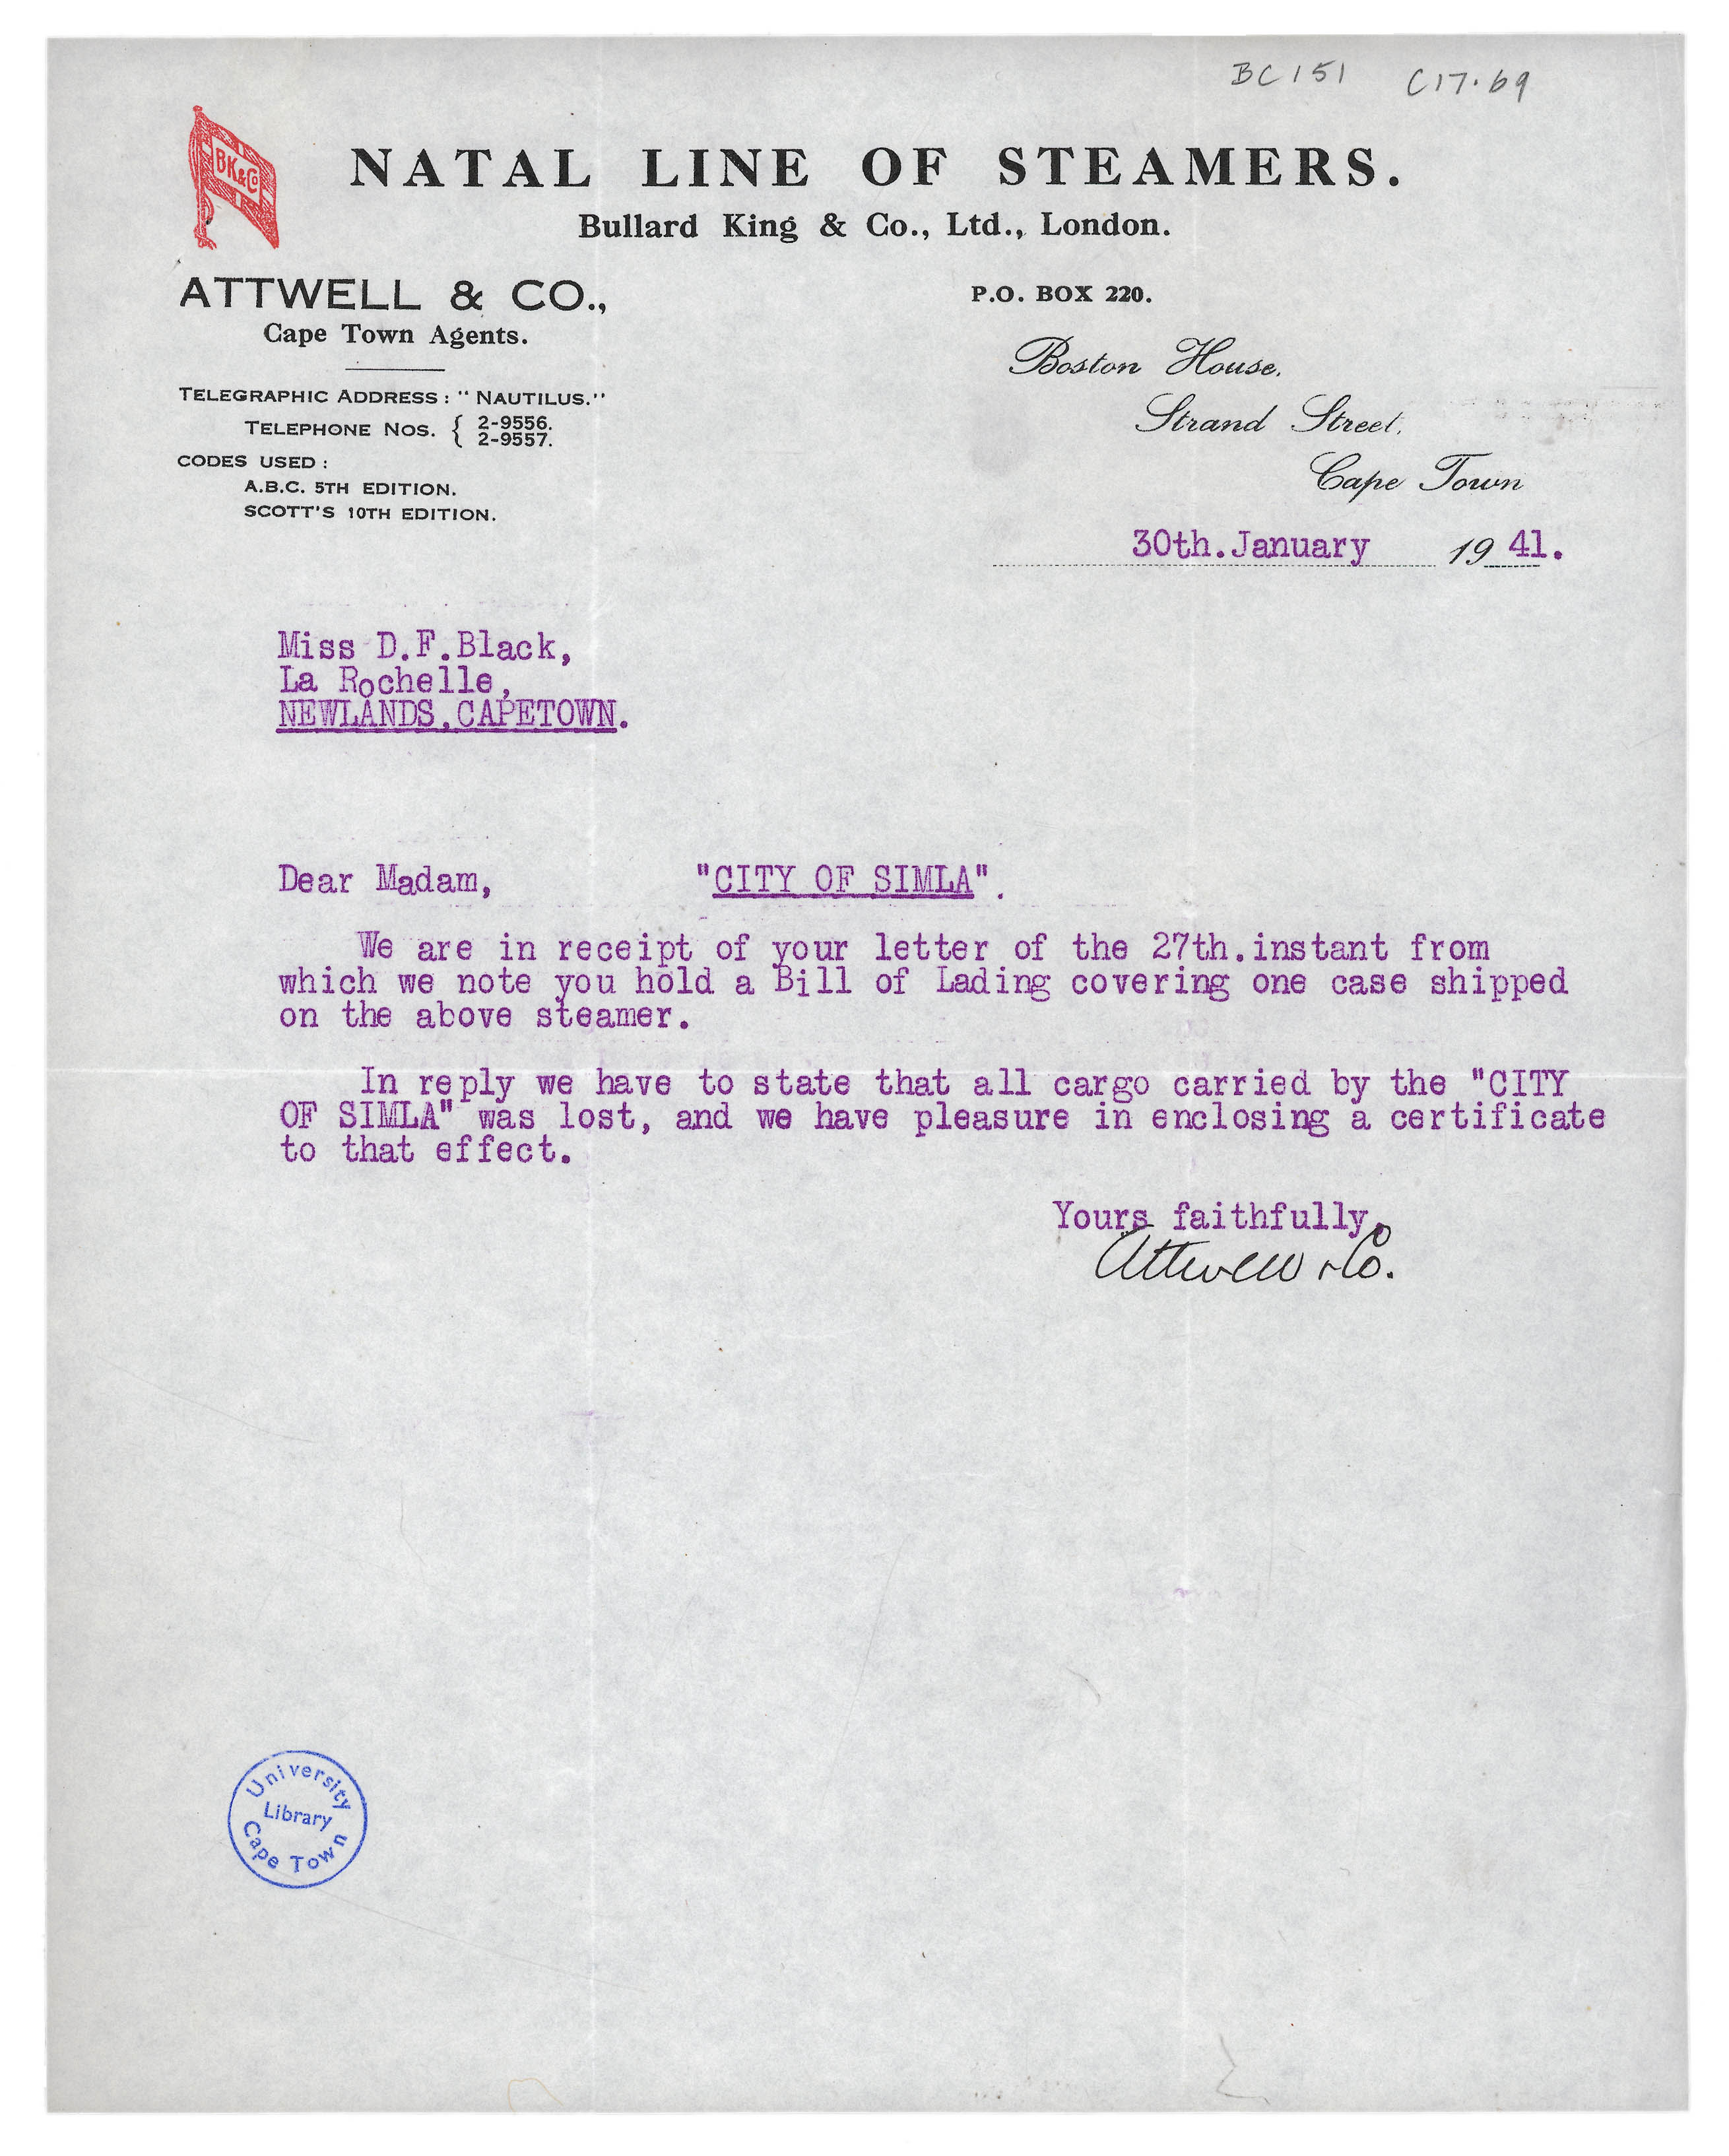 BC151 C17.69
BK&Co
NATAL LINE OF STEAMERS.
Bullard King & Co., Ltd., London.
ATTWELL & CO.,
Cape Town Agents.
TELEGRAPHIC ADDRESS: "NAUTILUS."
TELEPHONE NOS. { 2-9556.
2-9557.
CODES USED:
A.B.C. 5TH EDITION.
SCOTT'S 10TH EDITION.
P.O. BOX 220.
Boston House,
Strand Street,
Cape Town
30th.January 1941.
Miss D.F.Black,
La Rochelle,
NEWLANDS,CAPETOWN.
Dear Madam, "CITY OF SIMLA".
We are in receipt of your letter of the 27th.instant from
which we note you hold a Bill of Lading covering one case shipped
on the above steamer.
In reply we have to state that all cargo carried by the "CITY
OF SIMLA" was lost, and we have pleasure in enclosing a certificate
to that effect.
Yours faithfully,
Attwell & Co.
University
Library
Cape Town